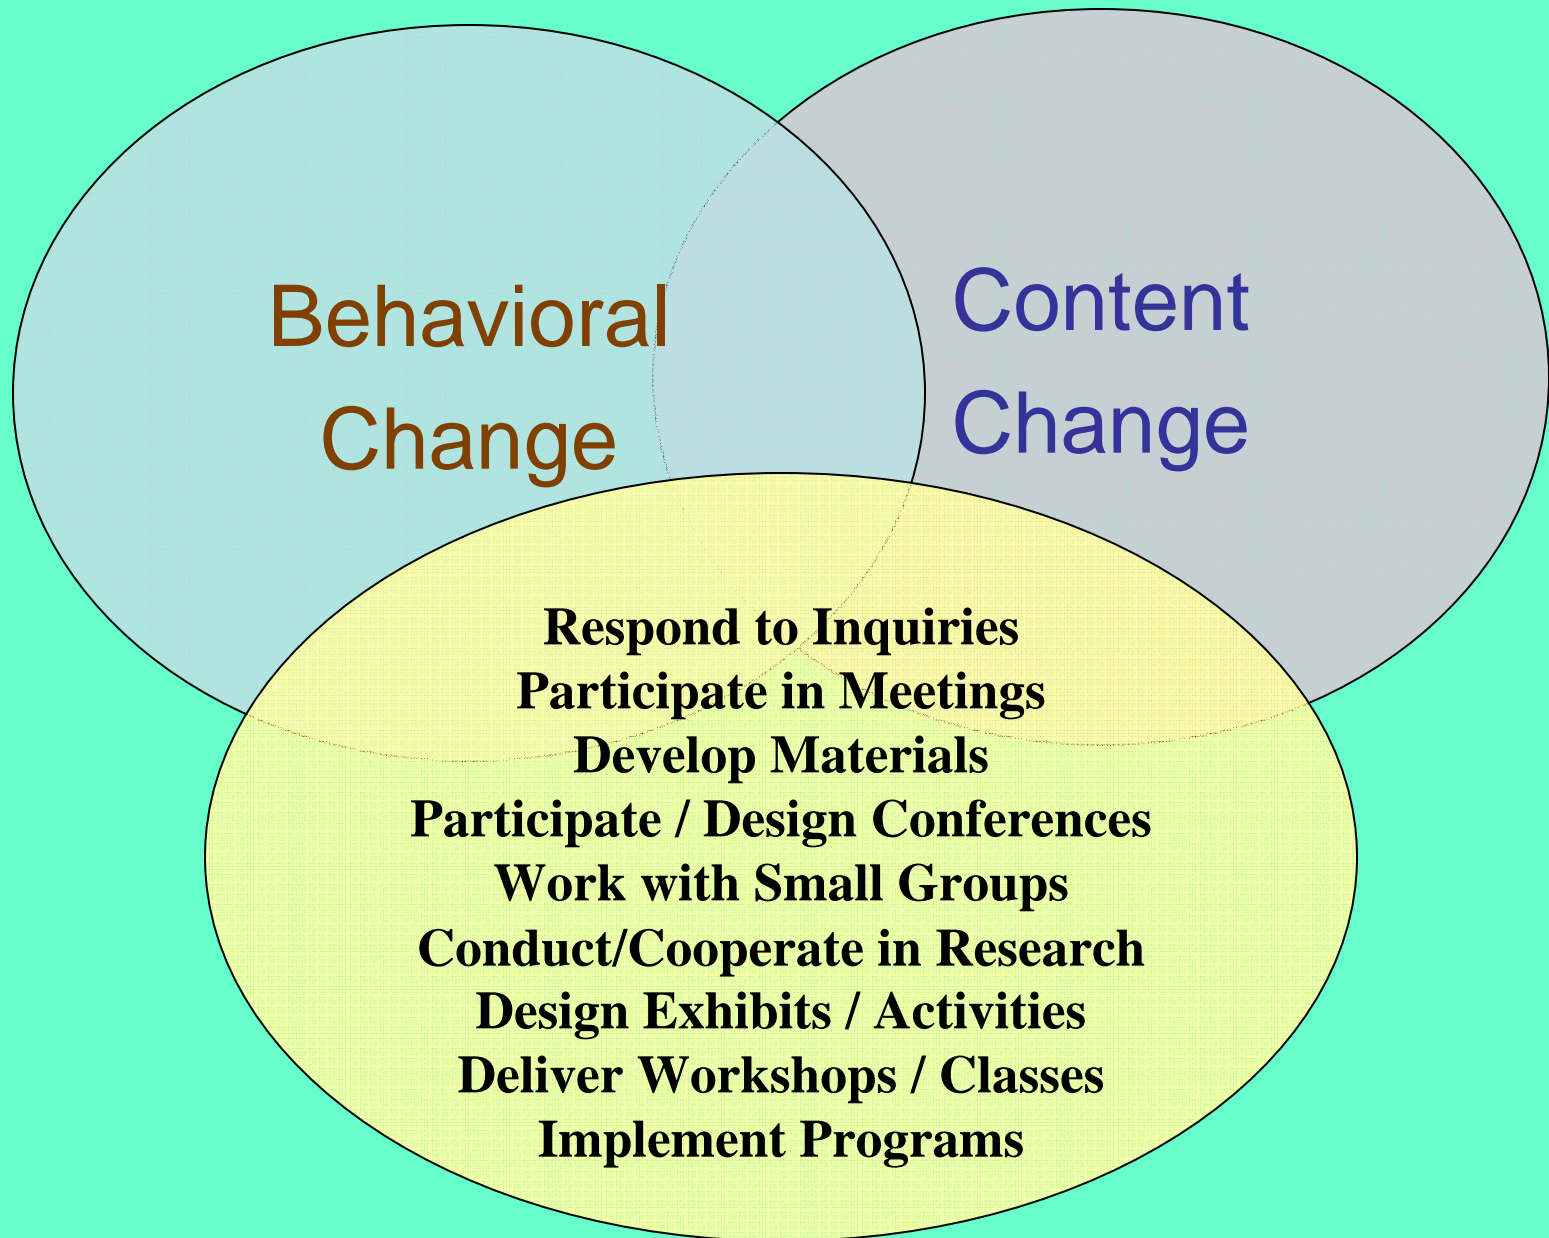 Behavioral
Change
Content
Change
Respond to Inquiries
Participate in Meetings
Develop Materials
Participate / Design Conferences
Work with Small Groups
Conduct/Cooperate in Research
Design Exhibits / Activities
Deliver Workshops / Classes
Implement Programs